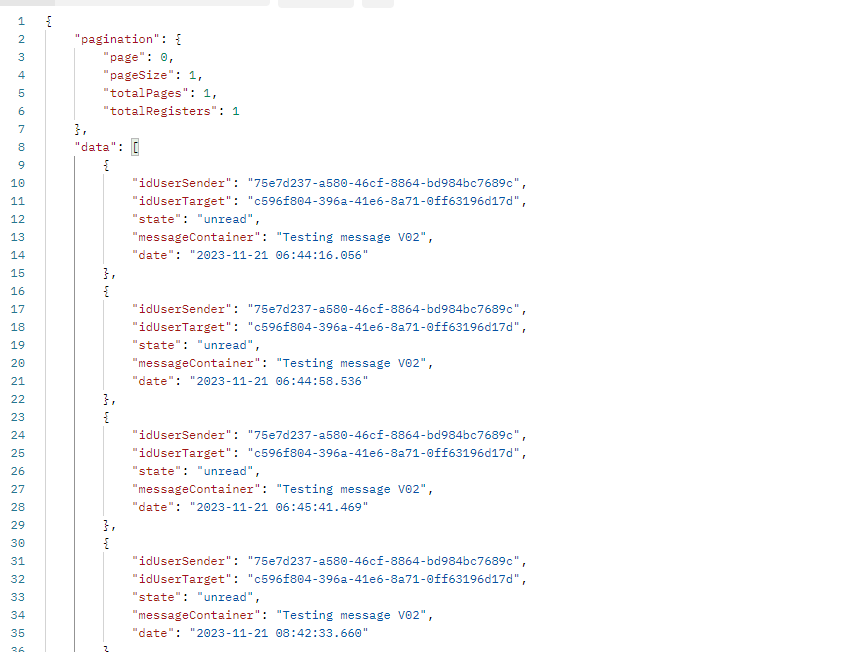 1 {
2 "pagination": {
3 "page": 0,
4 "pageSize": 1,
5 "totalPages": 1,
6 "totalRegisters": 1
7 },
8 "data": [
9 {
10 "idUserSender": "75e7d237-a580-46cf-8864-bd984bc7689c",
11 "idUserTarget": "c596f804-396a-41e6-8a71-0ff63196d17d",
12 "state": "unread",
13 "messageContainer": "Testing message V02",
14 "date": "2023-11-21 06:44:16.056"
15 },
16 {
17 "idUserSender": "75e7d237-a580-46cf-8864-bd984bc7689c",
18 "idUserTarget": "c596f804-396a-41e6-8a71-0ff63196d17d",
19 "state": "unread",
20 "messageContainer": "Testing message V02",
21 "date": "2023-11-21 06:44:58.536"
22 },
23 {
24 "idUserSender": "75e7d237-a580-46cf-8864-bd984bc7689c",
25 "idUserTarget": "c596f804-396a-41e6-8a71-0ff63196d17d",
26 "state": "unread",
27 "messageContainer": "Testing message V02",
28 "date": "2023-11-21 06:45:41.469"
29 },
30 {
31 "idUserSender": "75e7d237-a580-46cf-8864-bd984bc7689c",
32 "idUserTarget": "c596f804-396a-41e6-8a71-0ff63196d17d",
33 "state": "unread",
34 "messageContainer": "Testing message V02",
35 "date": "2023-11-21 08:42:33.660"
36 }